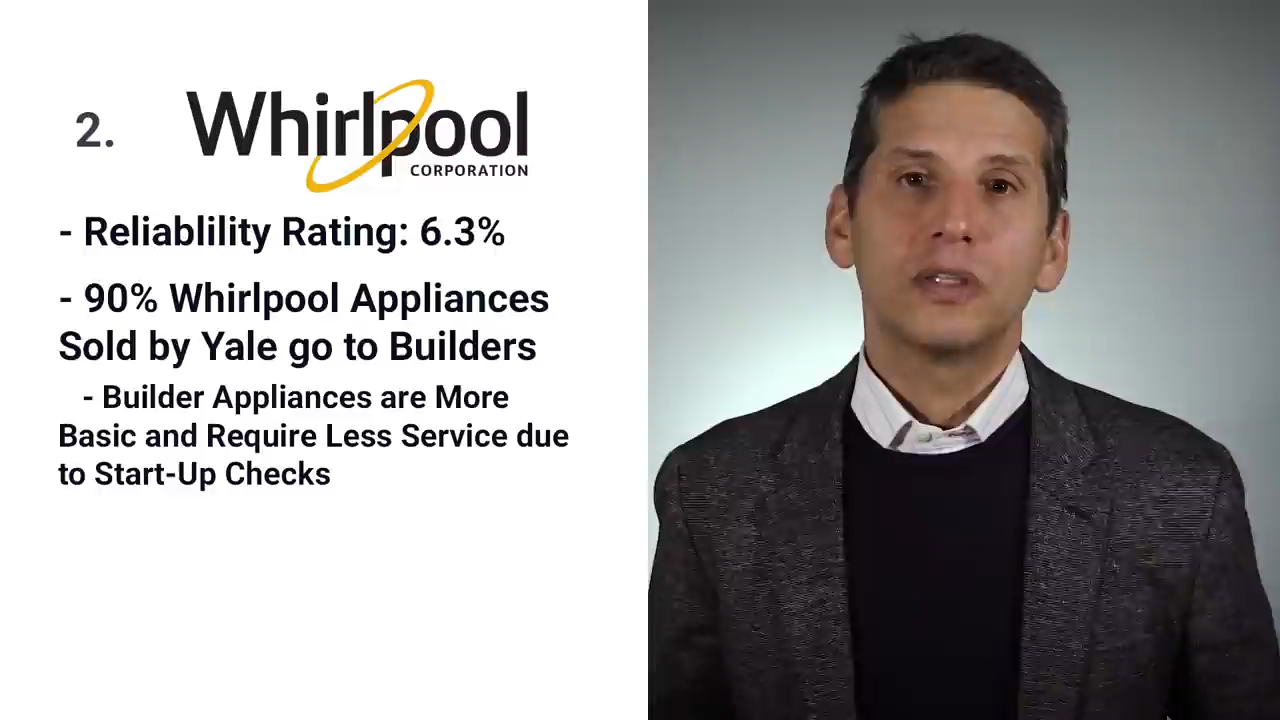 2. Whirlpool
CORPORATION
- Reliablility Rating: 6.3%
- 90% Whirlpool Appliances
Sold by Yale go to Builders
- Builder Appliances are More
Basic and Require Less Service due
to Start-Up Checks